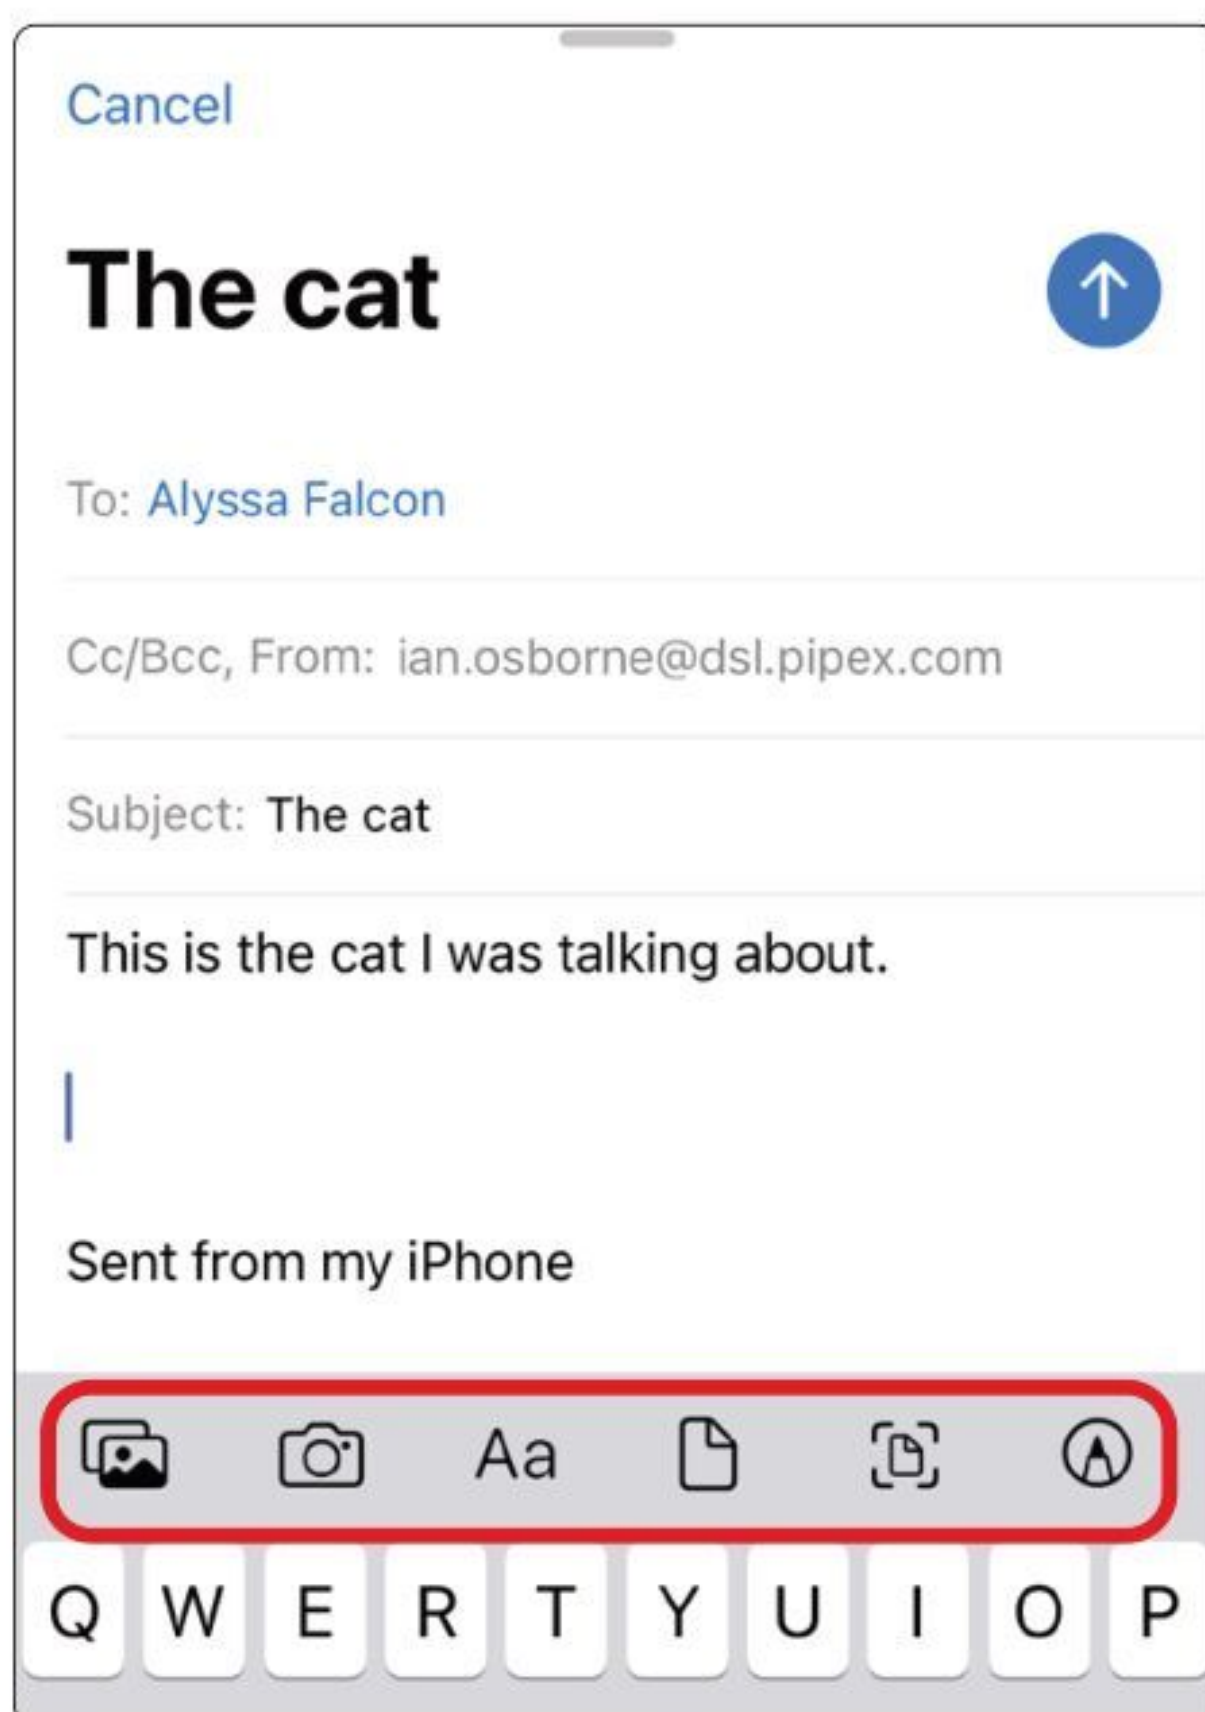 Cancel
The cat
To: Alyssa Falcon
Cc/Bcc, From: ian.osborne@dsl.pipex.com
Subject: The cat
This is the cat I was talking about.
Sent from my iPhone
Aa
Q W E R T Y U I O P